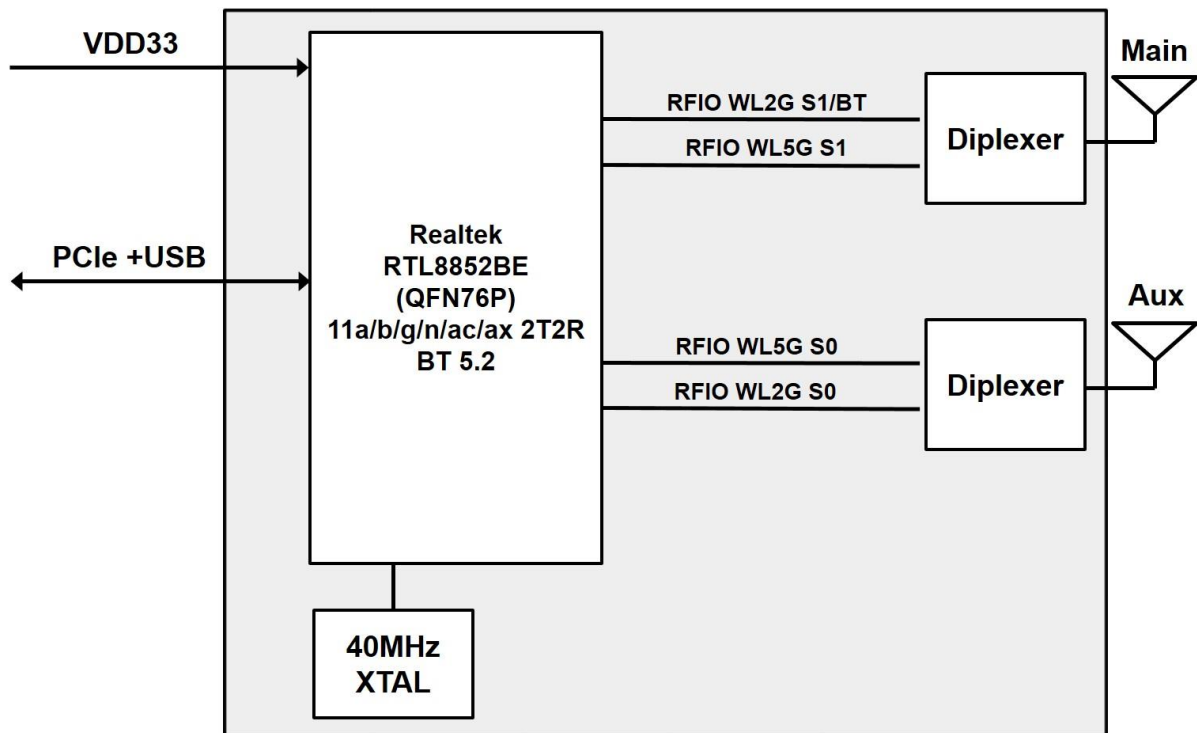 VDD33
Main
RFIO WL2G S1/BT
Diplexer
RFIO WL5G S1
PCIe +USB
Realtek
RTL8852BE
(QFN76P)
11a/b/g/n/ac/ax 2T2R
BT 5.2
Aux
RFIO WL5G S0
Diplexer
RFIO WL2G S0
40MHz
XTAL